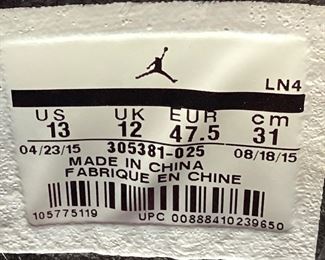 LN4
US UK EUR cm
13 12 47.5 31
04/23/15 305381-025 08/18/15
MADE IN CHINA
FABRIQUE EN CHINE
105775119 UPC 00888410239650